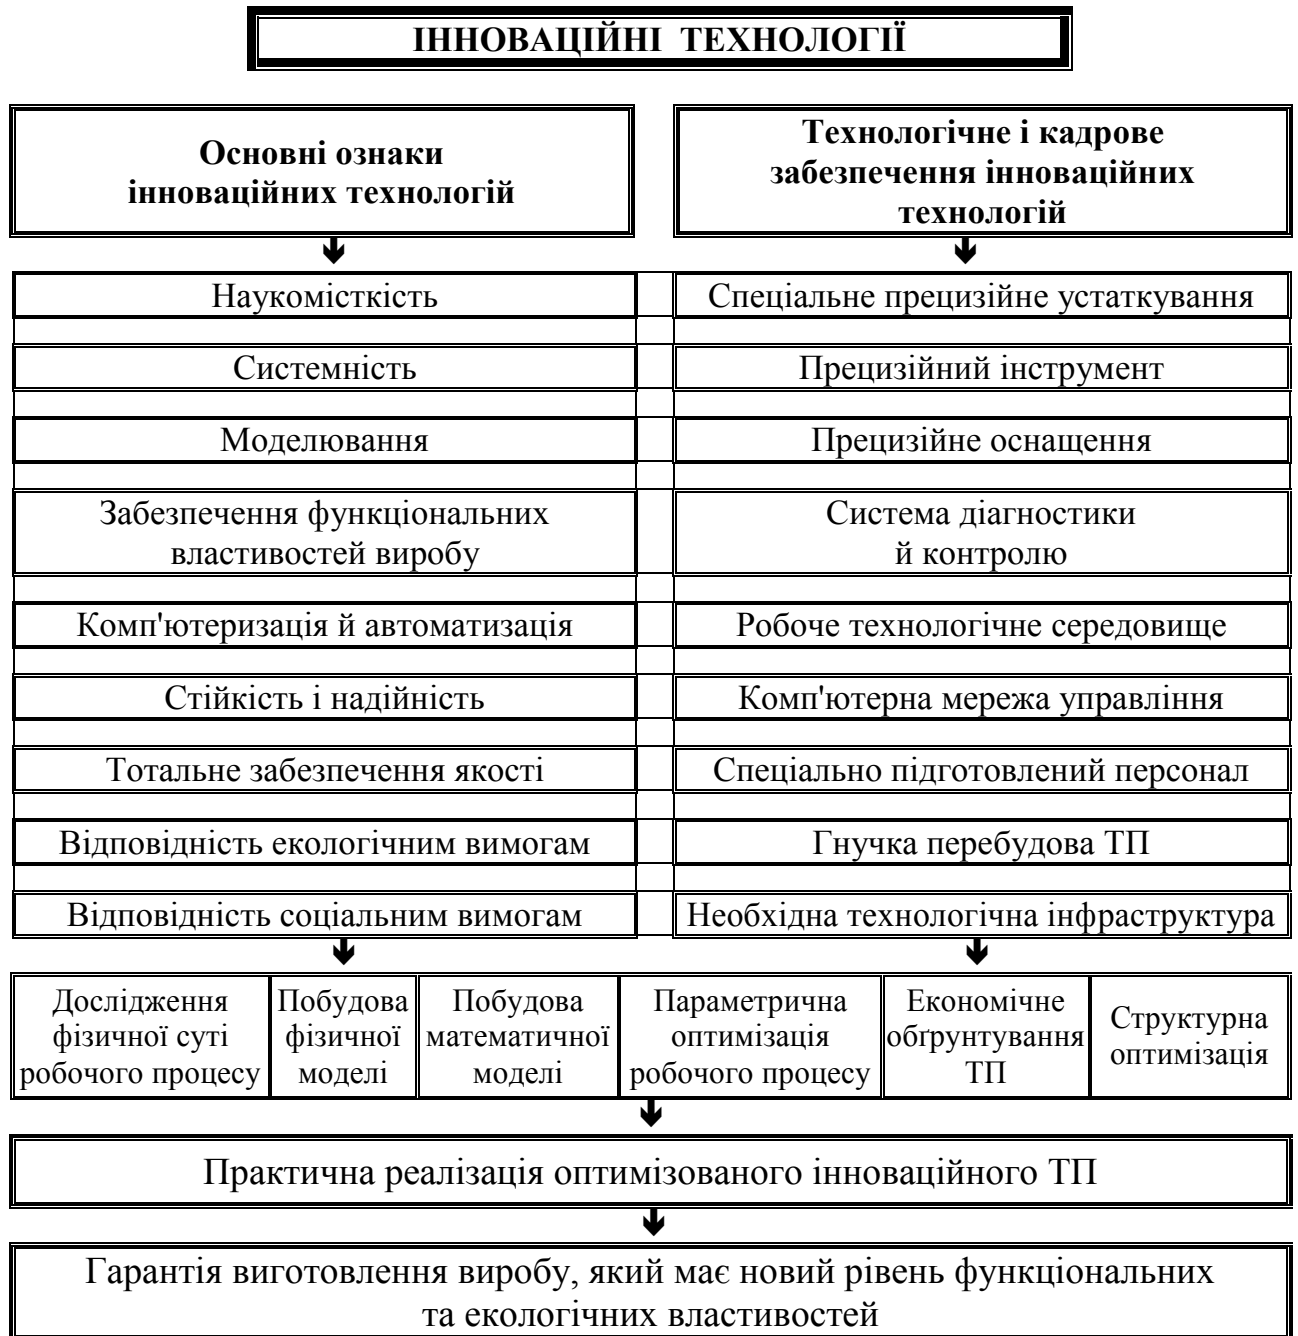 ІННОВАЦІЙНІ ТЕХНОЛОГІЇ
Основні ознаки
інноваційних технологій
Технологічне і кадрове
забезпечення інноваційних
технологій
Наукомісткість
Спеціальне прецизійне устаткування
Системність
Прецизійний інструмент
Моделювання
Прецизійне оснащення
Забезпечення функціональних
властивостей виробу
Система діагностики
й контролю
Комп'ютеризація й автоматизація
Робоче технологічне середовище
Стійкість і надійність
Комп'ютерна мережа управління
Тотальне забезпечення якості
Спеціально підготовлений персонал
Відповідність екологічним вимогам
Гнучка перебудова ТП
Відповідність соціальним вимогам
Необхідна технологічна інфраструктура
Дослідження
фізичної суті
робочого процесу
Побудова
фізичної
моделі
Побудова
математичної
моделі
Параметрична
оптимізація
робочого процесу
Економічне
обґрунтування
ТП
Структурна
оптимізація
Практична реалізація оптимізованого інноваційного ТП
Гарантія виготовлення виробу, який має новий рівень функціональних
та екологічних властивостей